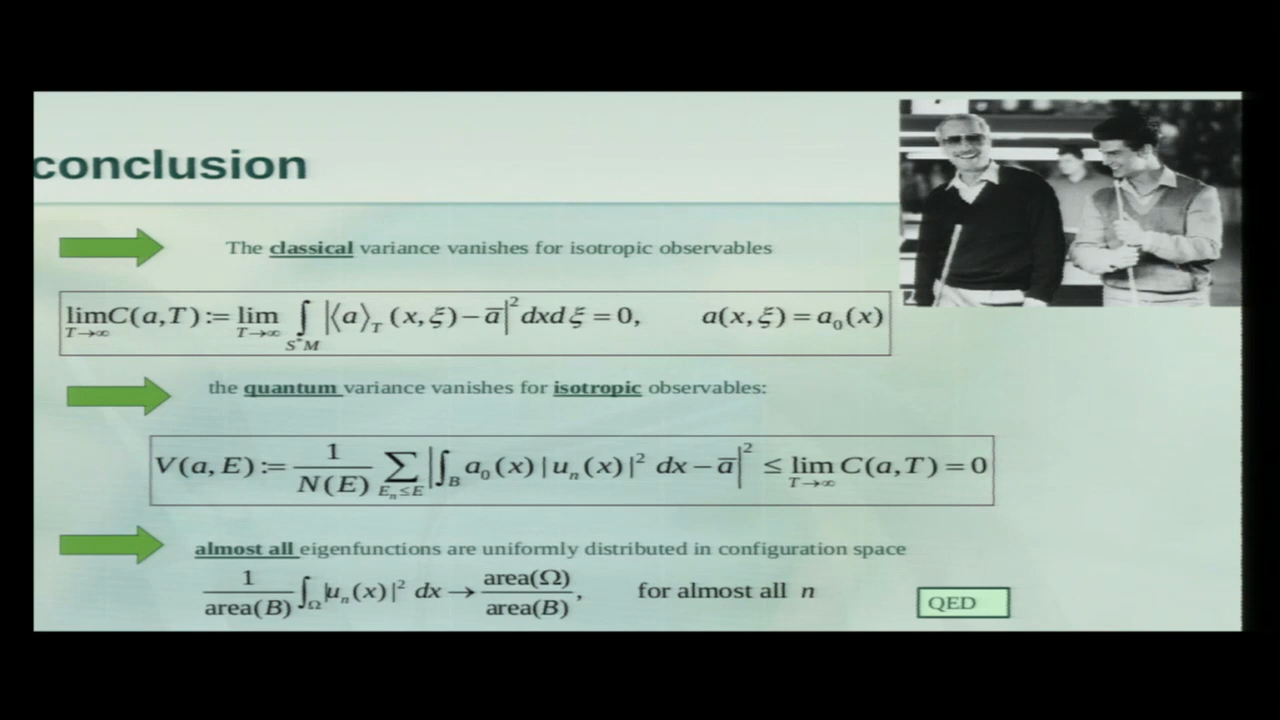 conclusion
The classical variance vanishes for isotropic observables
lim_{T→∞} C(a,T) := lim_{T→∞} ∫_{S*M} |⟨a⟩_T (x,ξ) − a̅|² dxdξ = 0, a(x,ξ) = a₀(x)
the quantum variance vanishes for isotropic observables:
V(a,E) := 1/N(E) ∑_{E_n≤E} |∫_B a₀(x)|u_n(x)|² dx − a̅|² ≤ lim_{T→∞} C(a,T) = 0
almost all eigenfunctions are uniformly distributed in configuration space
1/area(B) ∫_Ω |u_n(x)|² dx → area(Ω)/area(B), for almost all n
QED